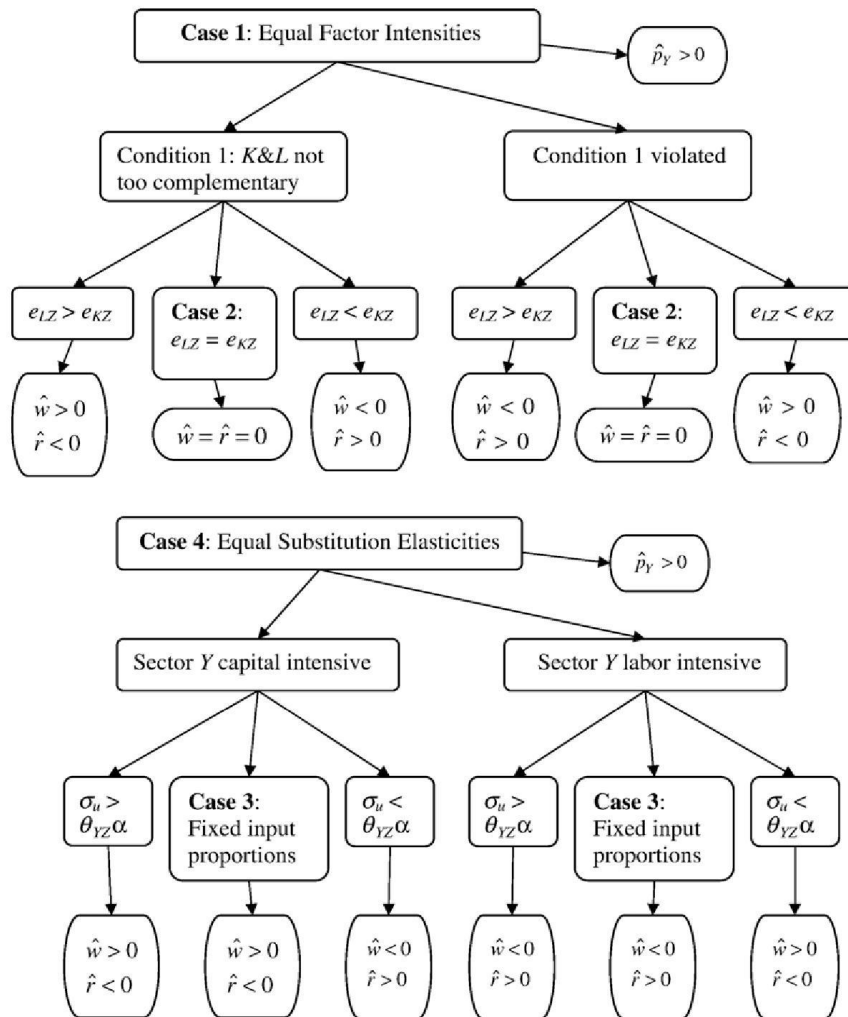 Case 1: Equal Factor Intensities
p̂_Y > 0
Condition 1: K&L not
too complementary
Condition 1 violated
e_LZ > e_KZ
Case 2:
e_LZ = e_KZ
e_LZ < e_KZ
e_LZ > e_KZ
Case 2:
e_LZ = e_KZ
e_LZ < e_KZ
ŵ > 0
r̂ < 0
ŵ = r̂ = 0
ŵ < 0
r̂ > 0
ŵ < 0
r̂ > 0
ŵ = r̂ = 0
ŵ > 0
r̂ < 0
Case 4: Equal Substitution Elasticities
p̂_Y > 0
Sector Y capital intensive
Sector Y labor intensive
σ_u >
θ_YZ α
Case 3:
Fixed input
proportions
σ_u <
θ_YZ α
σ_u >
θ_YZ α
Case 3:
Fixed input
proportions
σ_u <
θ_YZ α
ŵ > 0
r̂ < 0
ŵ > 0
r̂ < 0
ŵ < 0
r̂ > 0
ŵ < 0
r̂ > 0
ŵ < 0
r̂ > 0
ŵ > 0
r̂ < 0